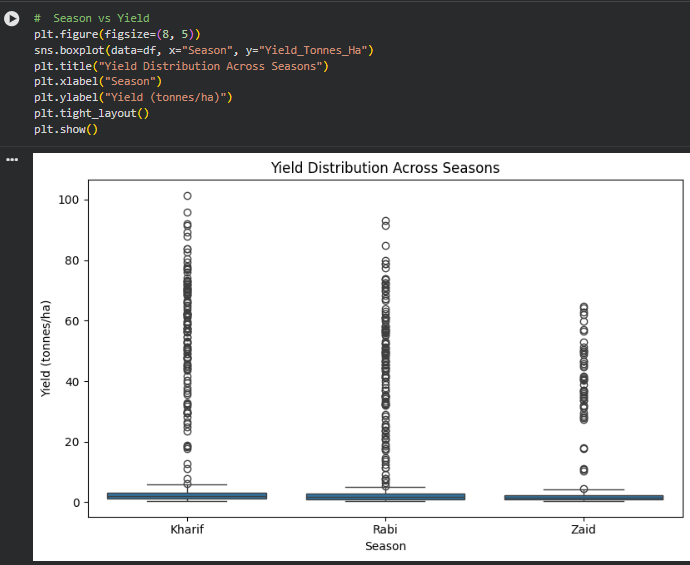 #  Season vs Yield
plt.figure(figsize=(8, 5))
sns.boxplot(data=df, x="Season", y="Yield_Tonnes_Ha")
plt.title("Yield Distribution Across Seasons")
plt.xlabel("Season")
plt.ylabel("Yield (tonnes/ha)")
plt.tight_layout()
plt.show()
Yield Distribution Across Seasons
Yield (tonnes/ha)
100
80
60
40
20
0
Kharif Rabi Zaid
Season